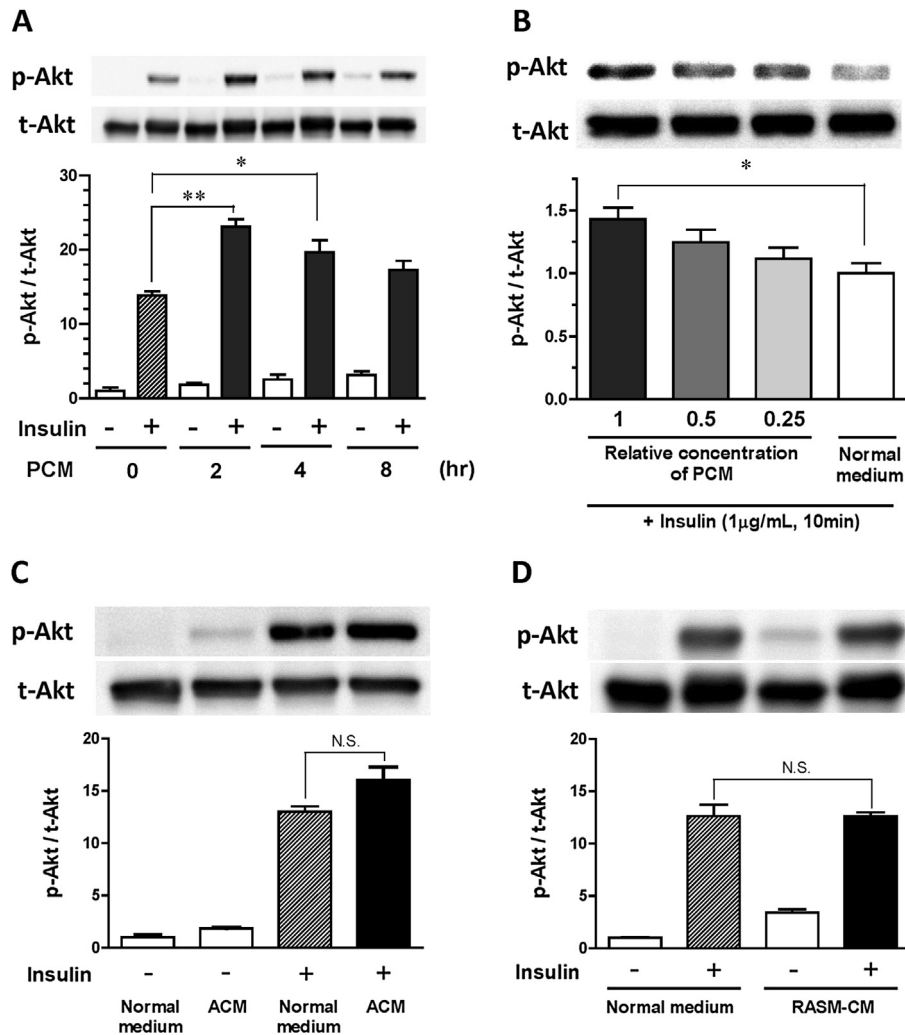 A
p-Akt
t-Akt
p-Akt / t-Akt
30
20
10
0
*
**
Insulin - + - + - + - +
PCM 0 2 4 8 (hr)
B
p-Akt
t-Akt
p-Akt / t-Akt
1.5
1.0
0.5
0.0
*
1 0.5 0.25
Relative concentration
of PCM
Normal
medium
+ Insulin (1μg/mL, 10min)
C
p-Akt
t-Akt
p-Akt / t-Akt
20
15
10
5
0
N.S.
Insulin - - + +
Normal
medium
ACM
Normal
medium
ACM
D
p-Akt
t-Akt
p-Akt / t-Akt
20
15
10
5
0
N.S.
Insulin - + - +
Normal medium RASM-CM